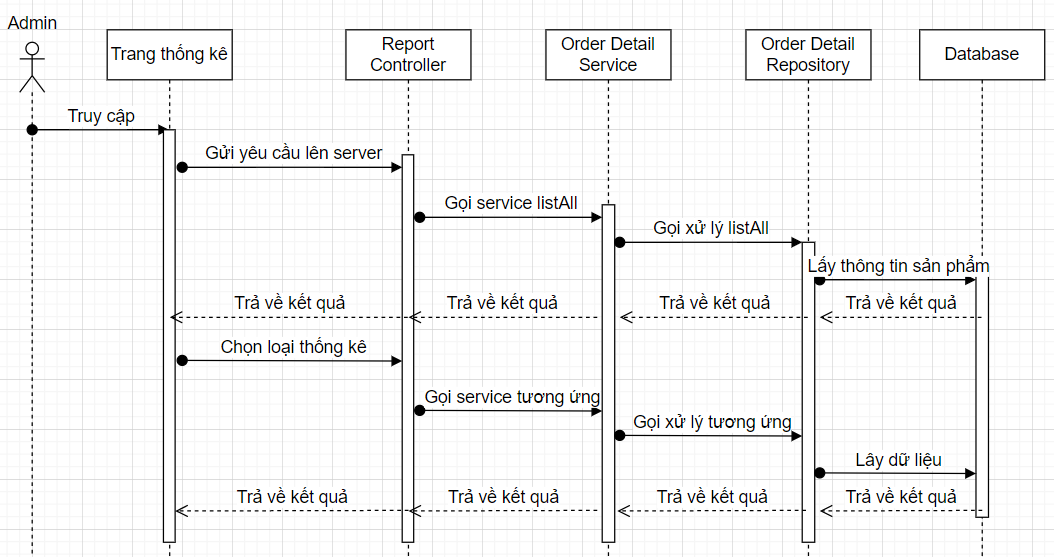 Admin
Trang thống kê
Report
Controller
Order Detail
Service
Order Detail
Repository
Database
Truy cập
Gửi yêu cầu lên server
Gọi service listAll
Gọi xử lý listAll
Lấy thông tin sản phẩm
Trả về kết quả
Trả về kết quả
Trả về kết quả
Trả về kết quả
Chọn loại thống kê
Gọi service tương ứng
Gọi xử lý tương ứng
Lây dữ liệu
Trả về kết quả
Trả về kết quả
Trả về kết quả
Trả về kết quả